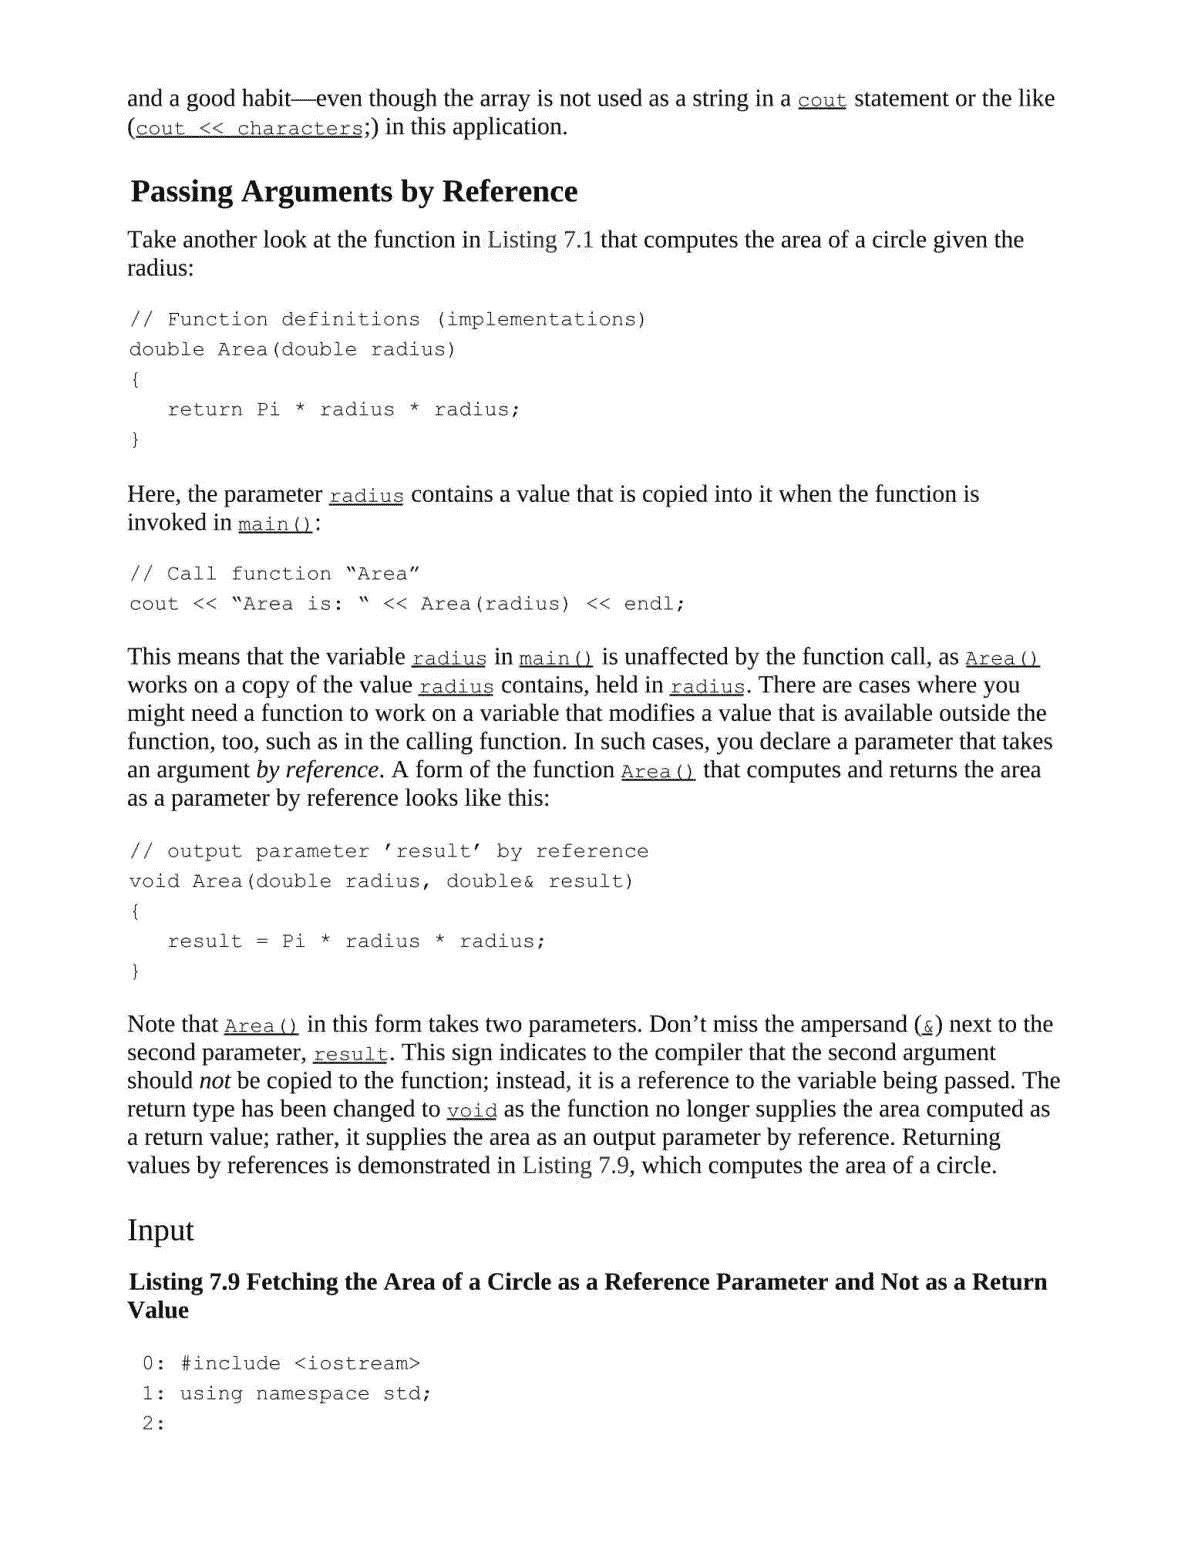 and a good habit—even though the array is not used as a string in a cout statement or the like
(cout << characters;) in this application.
Passing Arguments by Reference
Take another look at the function in Listing 7.1 that computes the area of a circle given the
radius:
// Function definitions (implementations)
double Area(double radius)
{
   return Pi * radius * radius;
}
Here, the parameter radius contains a value that is copied into it when the function is
invoked in main():
// Call function “Area”
cout << “Area is: “ << Area(radius) << endl;
This means that the variable radius in main() is unaffected by the function call, as Area()
works on a copy of the value radius contains, held in radius. There are cases where you
might need a function to work on a variable that modifies a value that is available outside the
function, too, such as in the calling function. In such cases, you declare a parameter that takes
an argument by reference. A form of the function Area() that computes and returns the area
as a parameter by reference looks like this:
// output parameter ’result’ by reference
void Area(double radius, double& result)
{
   result = Pi * radius * radius;
}
Note that Area() in this form takes two parameters. Don’t miss the ampersand (&) next to the
second parameter, result. This sign indicates to the compiler that the second argument
should not be copied to the function; instead, it is a reference to the variable being passed. The
return type has been changed to void as the function no longer supplies the area computed as
a return value; rather, it supplies the area as an output parameter by reference. Returning
values by references is demonstrated in Listing 7.9, which computes the area of a circle.
Input
Listing 7.9 Fetching the Area of a Circle as a Reference Parameter and Not as a Return
Value
0: #include <iostream>
1: using namespace std;
2: